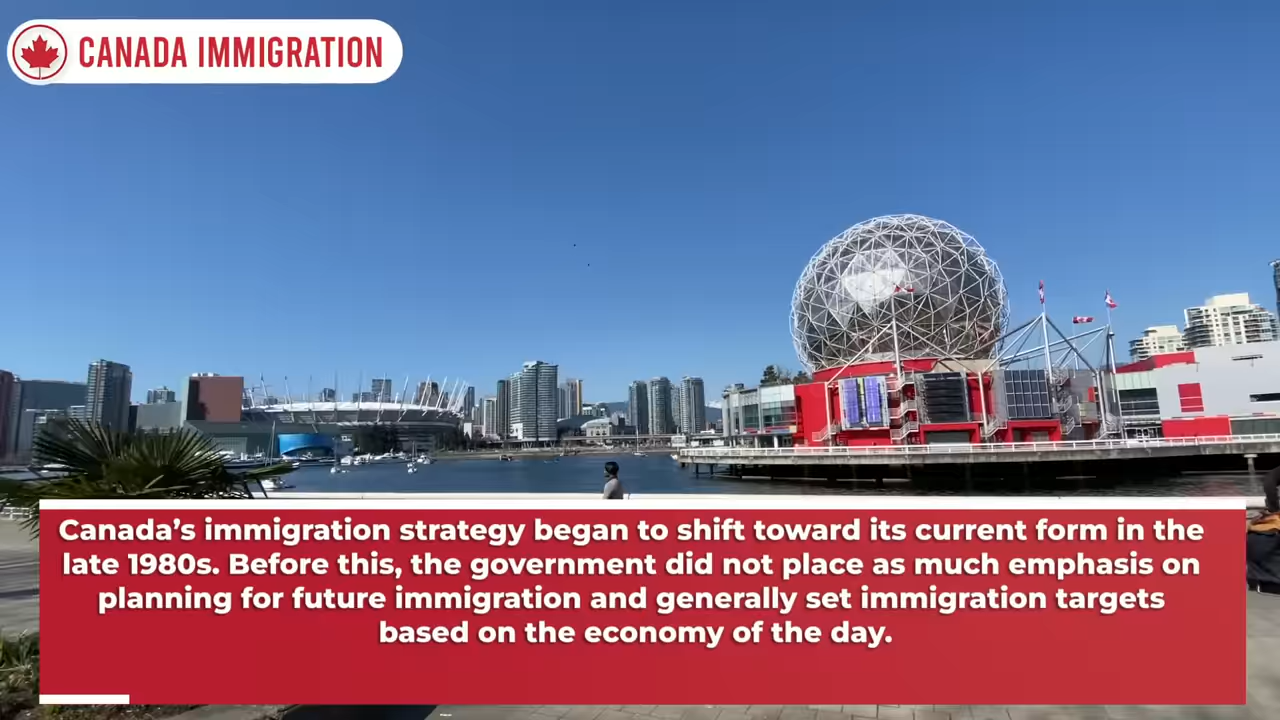 CANADA IMMIGRATION
Canada’s immigration strategy began to shift toward its current form in the
late 1980s. Before this, the government did not place as much emphasis on
planning for future immigration and generally set immigration targets
based on the economy of the day.